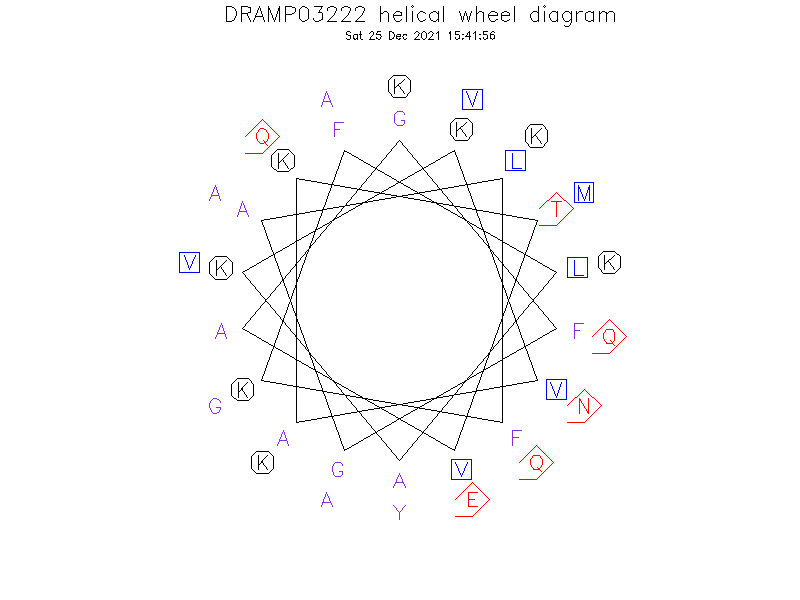 DRAMP03222 helical wheel diagram
Sat 25 Dec 2021 15:41:56
K
A V
G
F K
Q K
K L
A M
A T
V K L K
A F Q
K V
G N
A F
K Q
G V
A E
A
Y